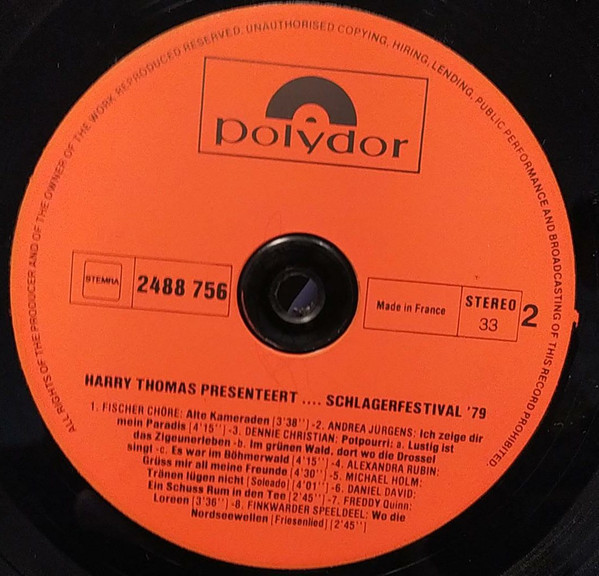 ALL RIGHTS OF THE PRODUCER AND OF THE OWNER OF THE WORK REPRODUCED RESERVED. UNAUTHORISED COPYING, HIRING, LENDING, PUBLIC PERFORMANCE AND BROADCASTING OF THIS RECORD PROHIBITED.
polydor
STEMRA
2488 756
Made in France
STEREO
33
2
HARRY THOMAS PRESENTEERT .... SCHLAGERFESTIVAL '79
1. FISCHER CHÖRE: Alte Kameraden [3'38''] -2. ANDREA JÜRGENS: Ich zeige dir
mein Paradis [4'15''] -3. DENNIE CHRISTIAN: Potpourri: a. Lustig ist
das Zigeunerleben -b. Im grünen Wald, dort wo die Drossel
singt -c. Es war im Böhmerwald [4'15''] -4. ALEXANDRA RUBIN:
Grüss mir all meine Freunde [4'30''] -5. MICHAEL HOLM:
Tränen lügen nicht [Soleado] [4'01''] -6. DANIEL DAVID:
Ein Schuss Rum in den Tee [2'45''] -7. FREDDY Quinn:
Loreen [3'36''] -8. FINKWARDER SPEELDEEL: Wo die
Nordseewellen [Friesenlied] [2'45'']